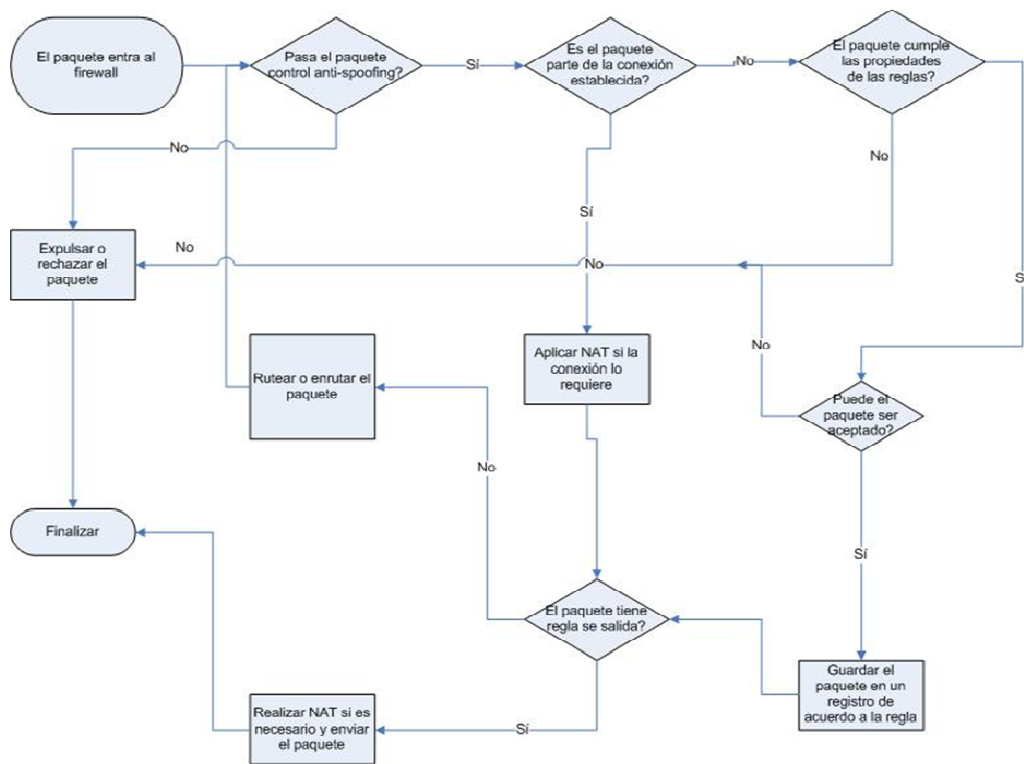 El paquete entra al
firewall
Pasa el paquete
control anti-spoofing?
Sí
Es el paquete
parte de la conexión
establecida?
No
El paquete cumple
las propiedades
de las reglas?
No
No
Sí
Expulsar o
rechazar el
paquete
No
No
S
Rutear o enrutar el
paquete
Aplicar NAT si la
conexión lo
requiere
No
Puede el
paquete ser
aceptado?
No
Sí
Finalizar
El paquete tiene
regla se salida?
Guardar el
paquete en un
registro de
acuerdo a la regla
Realizar NAT si es
necesario y enviar
el paquete
Sí